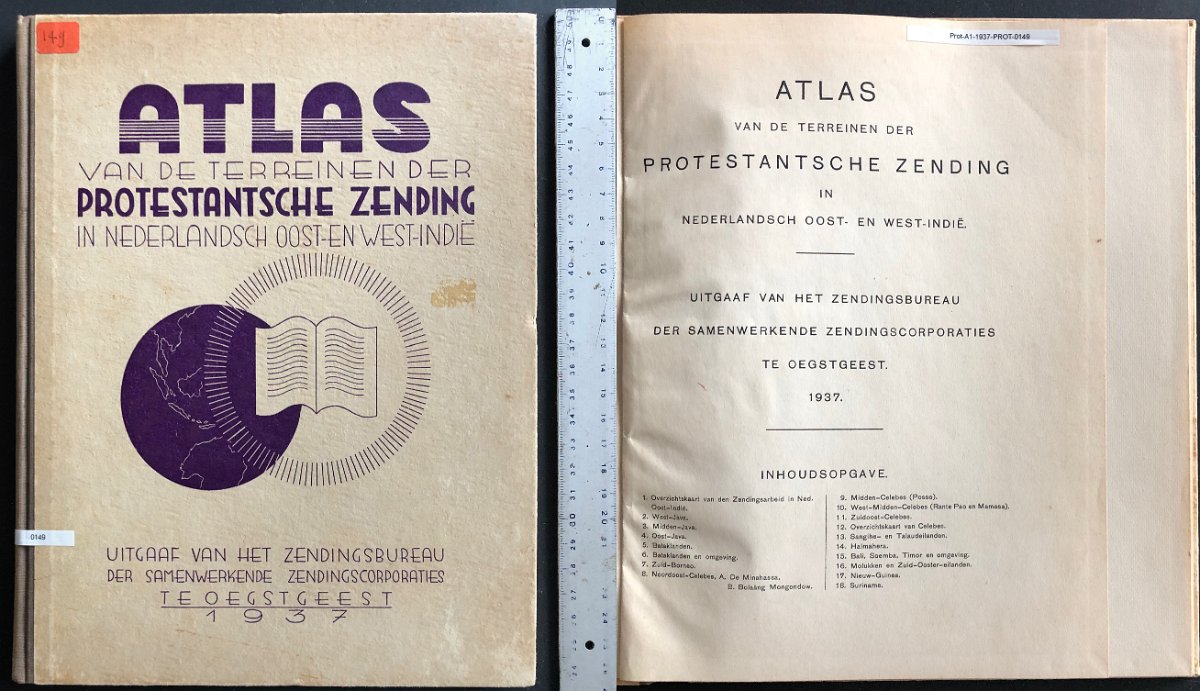 149
ATLAS
VAN DE TERREINEN DER
PROTESTANTSCHE ZENDING
IN NEDERLANDSCH OOST-EN WEST-INDIË
0149
UITGAAF VAN HET ZENDINGSBUREAU
DER SAMENWERKENDE ZENDINGSCORPORATIES
TE OEGSTGEEST
1937
Prot-A1-1937-PROT-0149
ATLAS
VAN DE TERREINEN DER
PROTESTANTSCHE ZENDING
IN
NEDERLANDSCH OOST- EN WEST-INDIË.
UITGAAF VAN HET ZENDINGSBUREAU
DER SAMENWERKENDE ZENDINGSCORPORATIES
TE OEGSTGEEST.
1937.
INHOUDSOPGAVE.
1. Overzichtskaart van den Zendingsarbeid in Ned.
Oost-Indië.
2. West-Java.
3. Midden-Java.
4. Oost-Java.
5. Bataklanden.
6. Bataklanden en omgeving.
7. Zuid-Borneo.
8. Noordoost-Celebes, A. De Minahassa.
B. Bolaäng Mongondow.
9. Midden-Celebes (Posso).
10. West-Midden-Celebes (Rante Pao en Mamasa).
11. Zuidoost-Celebes.
12. Overzichtskaart van Celebes.
13. Sangihe- en Talaudeilanden.
14. Halmahera.
15. Bali, Soemba, Timor en omgeving.
16. Molukken en Zuid-Ooster-eilanden.
17. Nieuw-Guinea.
18. Suriname.